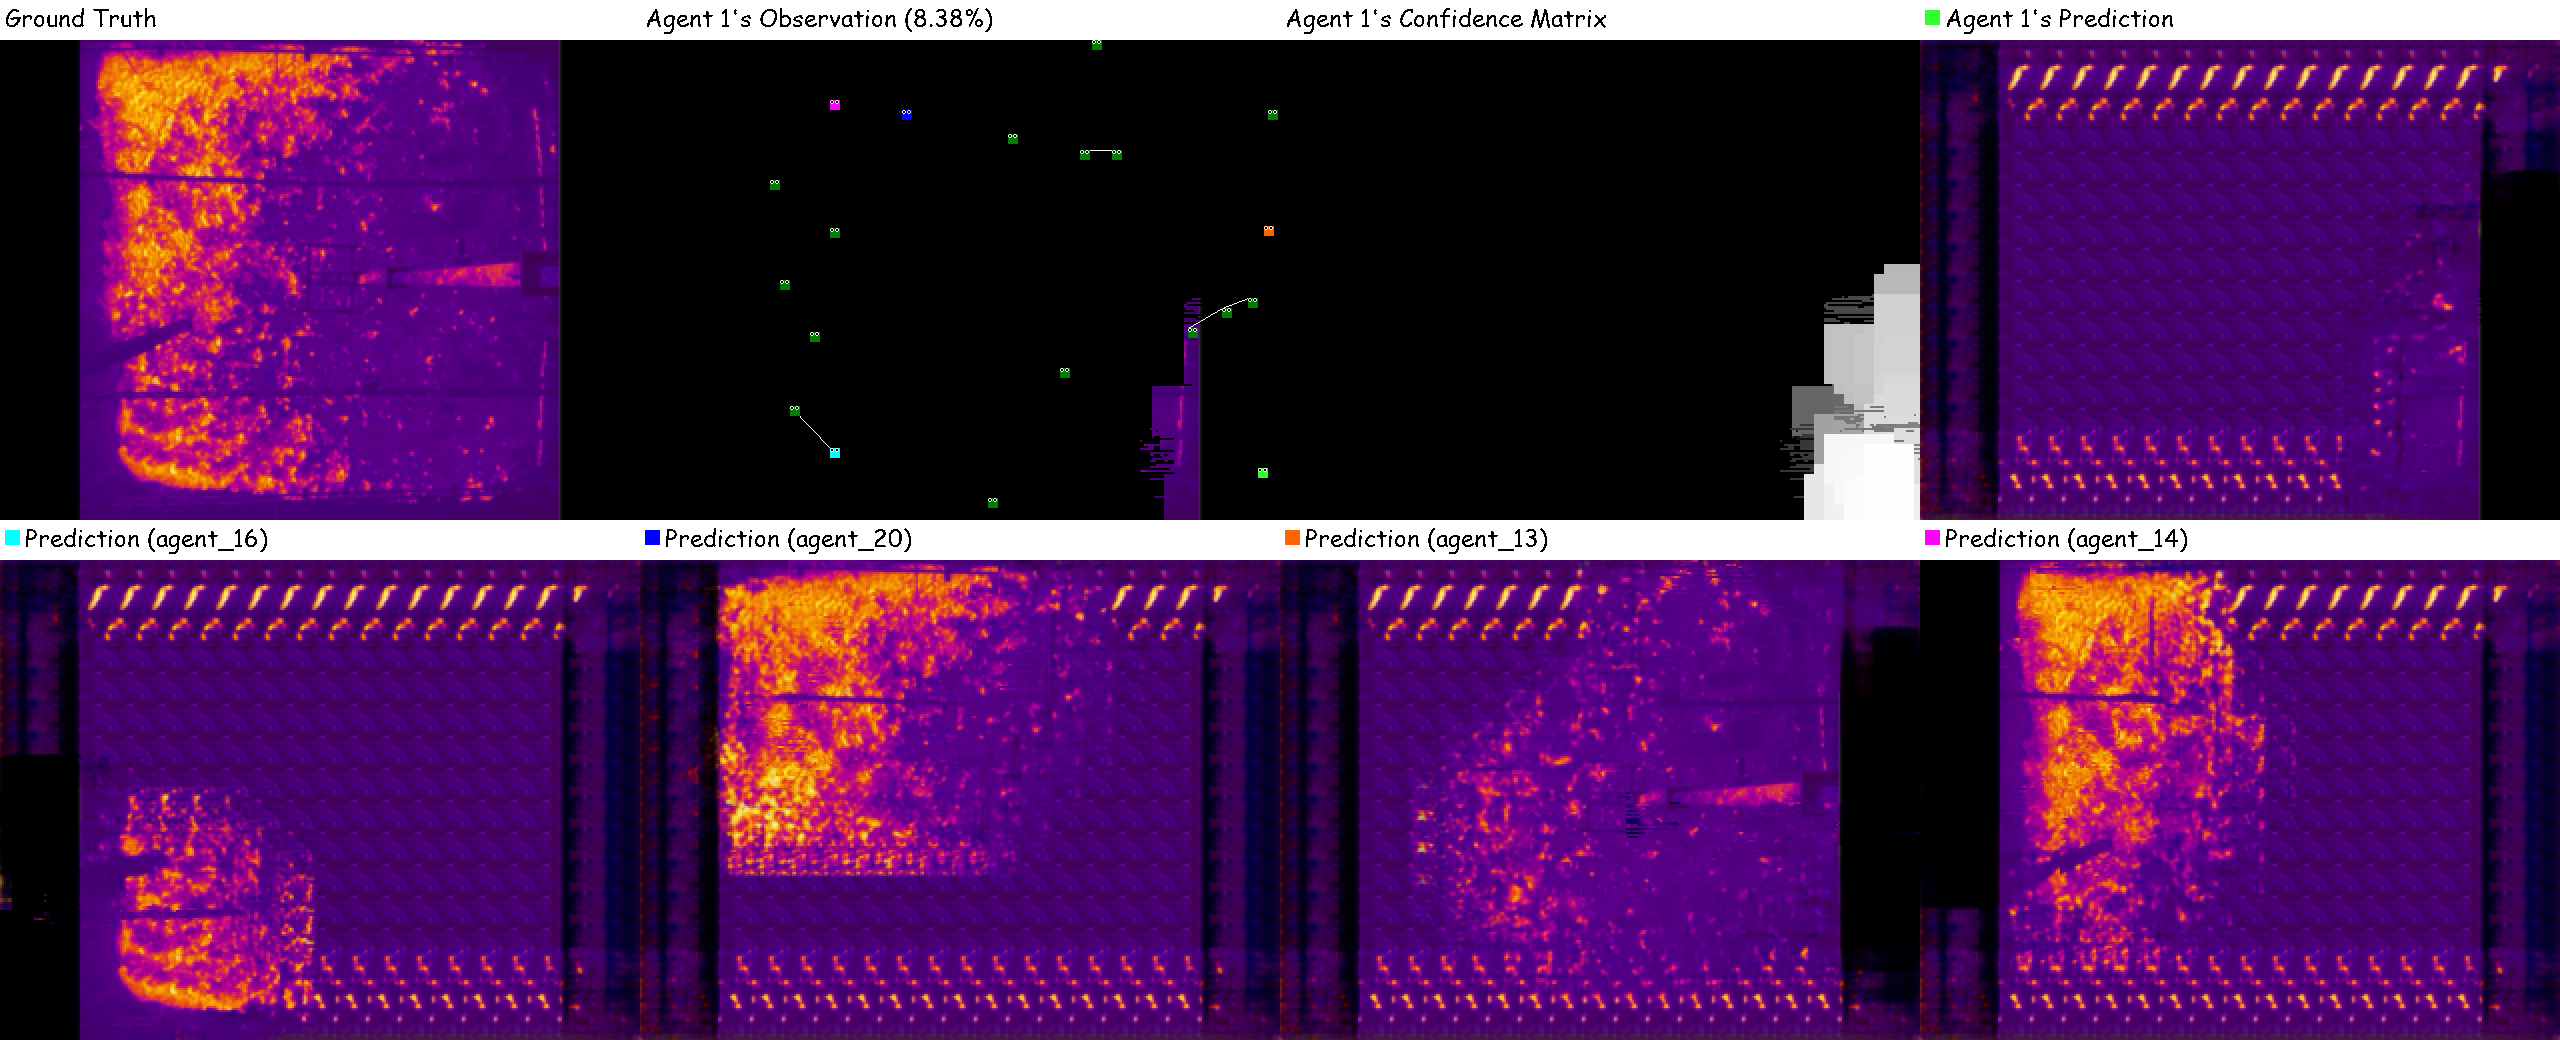 Ground Truth
Agent 1's Observation (8.38%)
Agent 1's Confidence Matrix
Agent 1's Prediction
Prediction (agent_16)
Prediction (agent_20)
Prediction (agent_13)
Prediction (agent_14)